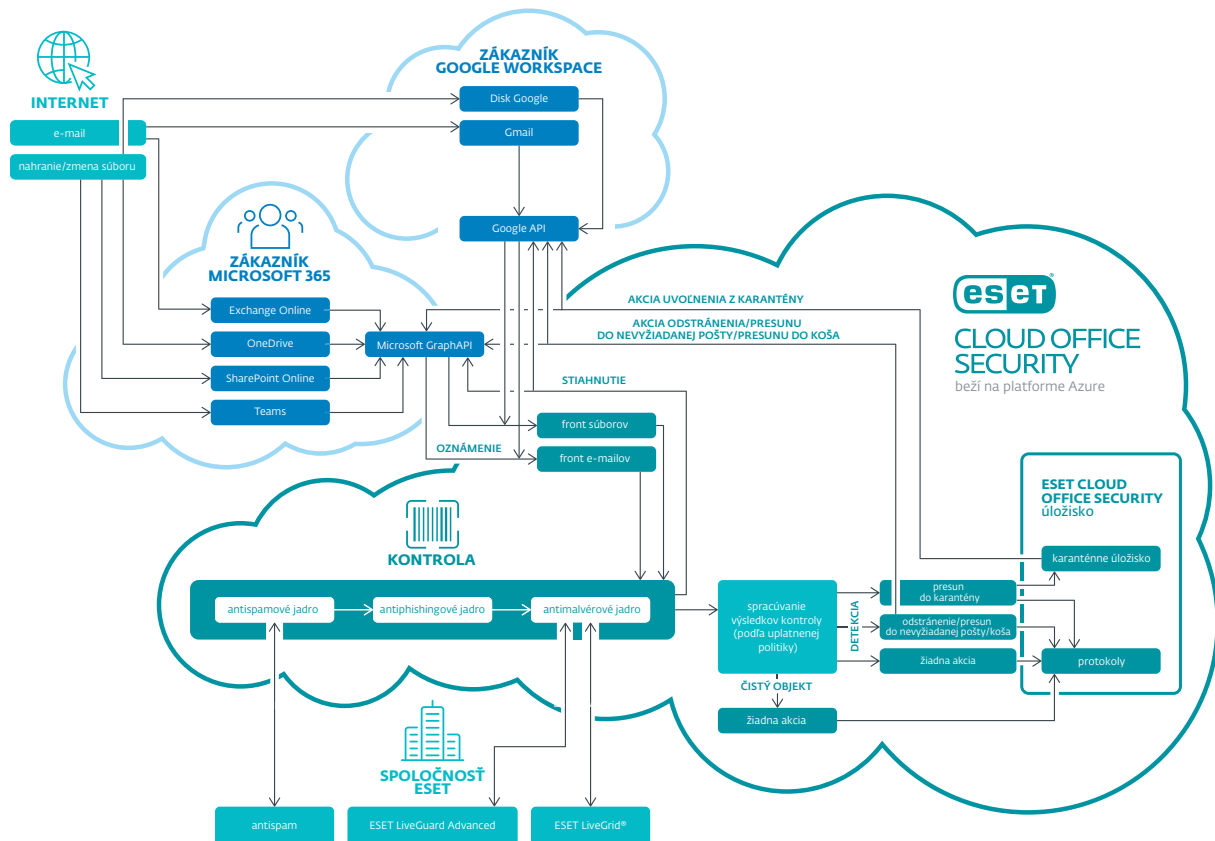 INTERNET
e-mail
nahranie/zmena súboru
ZÁKAZNÍK
GOOGLE WORKSPACE
Disk Google
Gmail
Google API
ZÁKAZNÍK
MICROSOFT 365
Exchange Online
OneDrive
SharePoint Online
Teams
Microsoft GraphAPI
AKCIA UVOĽNENIA Z KARANTÉNY
AKCIA ODSTRÁNENIA/PRESUNU
DO NEVYŽIADANEJ POŠTY/PRESUNU DO KOŠA
STIAHNUTIE
OZNÁMENIE
front súborov
front e-mailov
eset®
CLOUD OFFICE
SECURITY
beží na platforme Azure
ESET CLOUD
OFFICE SECURITY
úložisko
karanténne úložisko
protokoly
KONTROLA
antispamové jadro
antiphishingové jadro
antimalvérové jadro
spracúvanie
výsledkov kontroly
(podľa uplatnenej
politiky)
DETEKCIA
presun
do karantény
odstránenie/presun
do nevyžiadanej pošty/koša
žiadna akcia
ČISTÝ OBJEKT
žiadna akcia
SPOLOČNOSŤ
ESET
antispam
ESET LiveGuard Advanced
ESET LiveGrid®